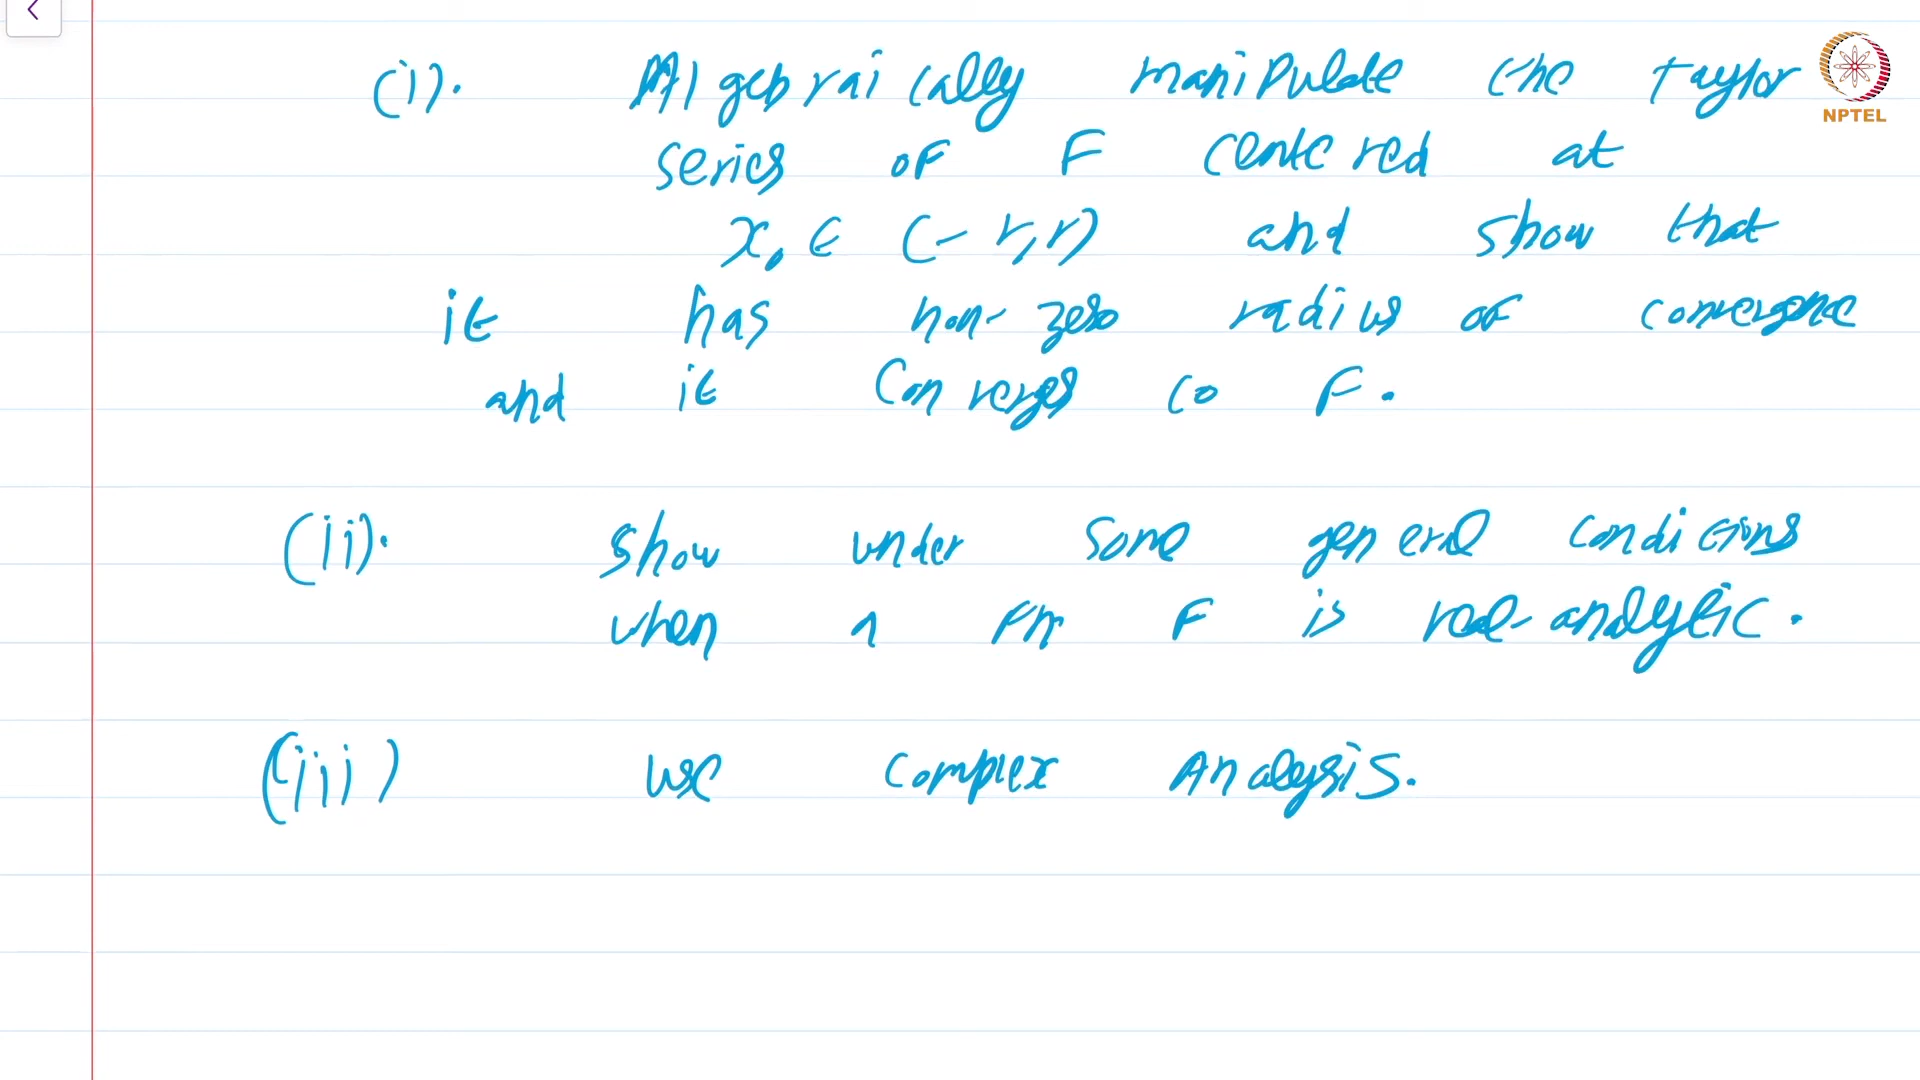 (i). Algebraically manipulate the Taylor
series of F centered at
x₀ ∈ (-r, r) and show that
it has non-zero radius of convergence
and it converges to F.
(ii). Show under some general conditions
when a fn F is real-analytic.
(iii) Use Complex Analysis.
NPTEL